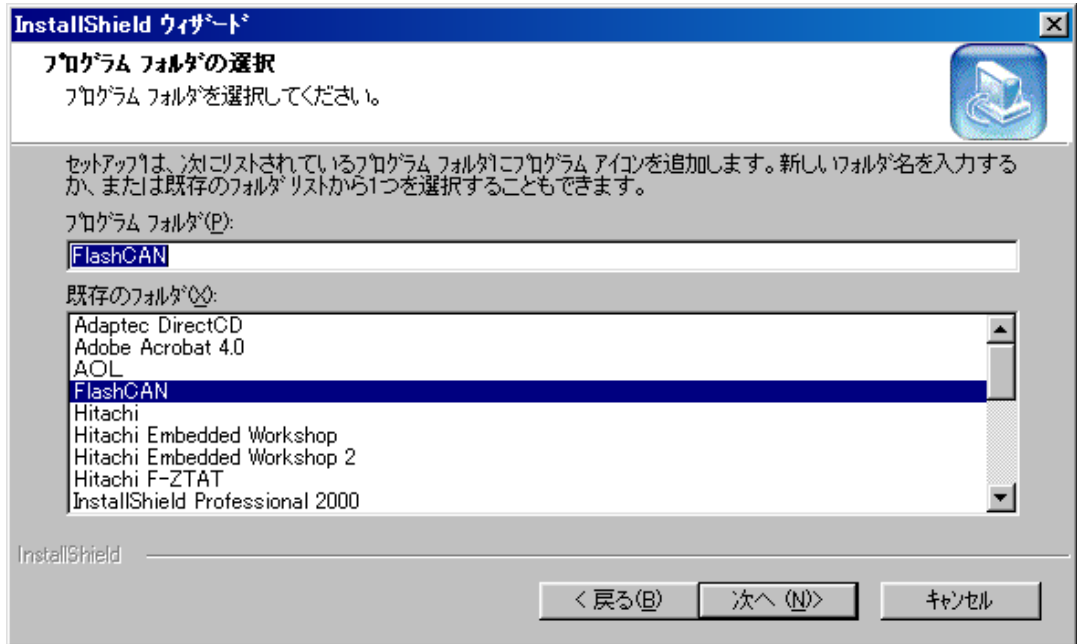 InstallShield ウィザード
プログラム フォルダの選択
プログラム フォルダを選択してください。
セットアップは、次にリストされているプログラム フォルダにプログラム アイコンを追加します。新しいフォルダ名を入力する
か、または既存のフォルダ リストから1つを選択することもできます。
プログラム フォルダ(P):
FlashCAN
既存のフォルダ(X):
Adaptec DirectCD
Adobe Acrobat 4.0
AOL
FlashCAN
Hitachi
Hitachi Embedded Workshop
Hitachi Embedded Workshop 2
Hitachi F-ZTAT
InstallShield Professional 2000
InstallShield
< 戻る(B)
次へ (N)>
キャンセル